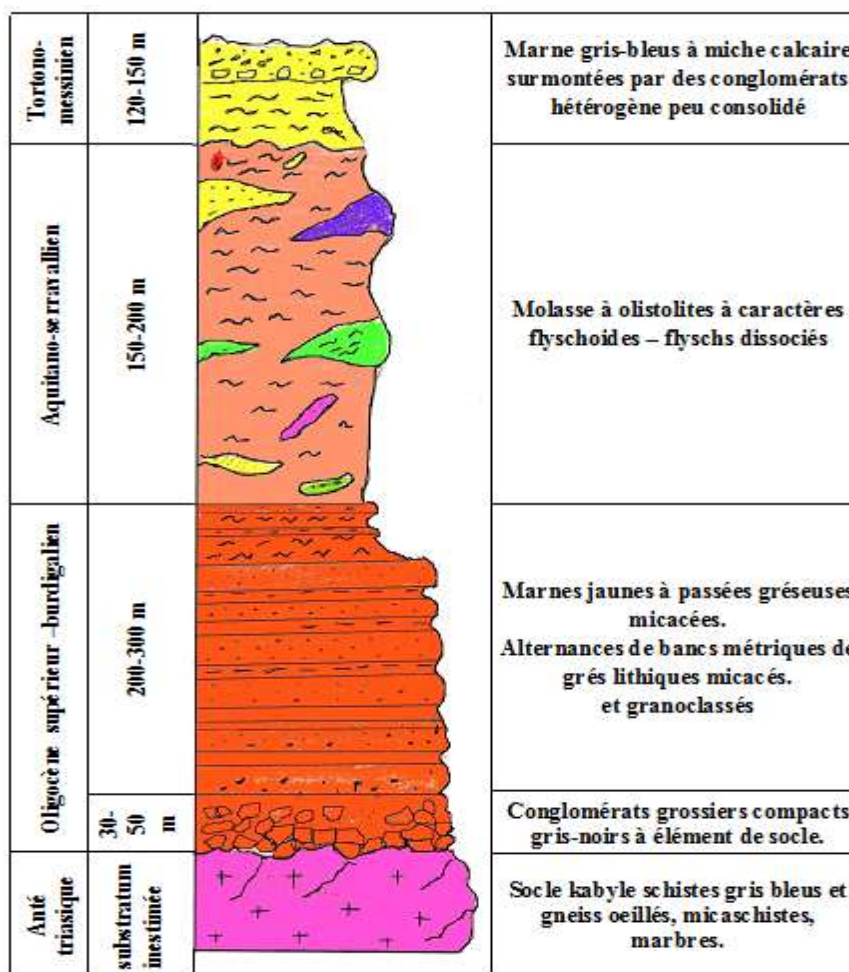 Tortono-
messinien
120-150 m
Marne gris-bleus à miche calcaire
surmontées par des conglomérats
hétérogène peu consolidé
Aquitano-serravallien
150-200 m
Molasse à olistolites à caractères
flyschoides – flyschs dissociés
Oligocène supérieur –burdigalien
200-300 m
Marnes jaunes à passées gréseuses
micacées.
Alternances de bancs métriques de
grés lithiques micacés.
et granoclassés
30-
50
m
Conglomérats grossiers compacts
gris-noirs à élément de socle.
Anté
triasique
substratum
inestimée
Socle kabyle schistes gris bleus et
gneiss oeillés, micaschistes,
marbres.